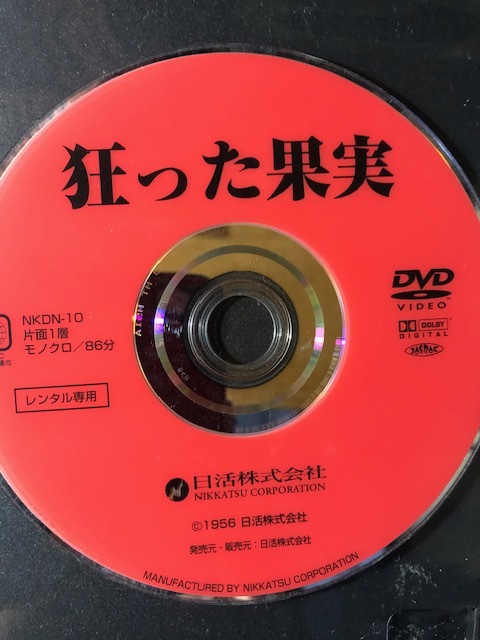 狂った果実
DVD
VIDEO
DOLBY
DIGITAL
JASRAC
NKDN-10
片面1層
モノクロ/86分
レンタル専用
日活株式会社
NIKKATSU CORPORATION
©1956 日活株式会社
発売元・販売元:日活株式会社
MANUFACTURED BY NIKKATSU CORPORATION